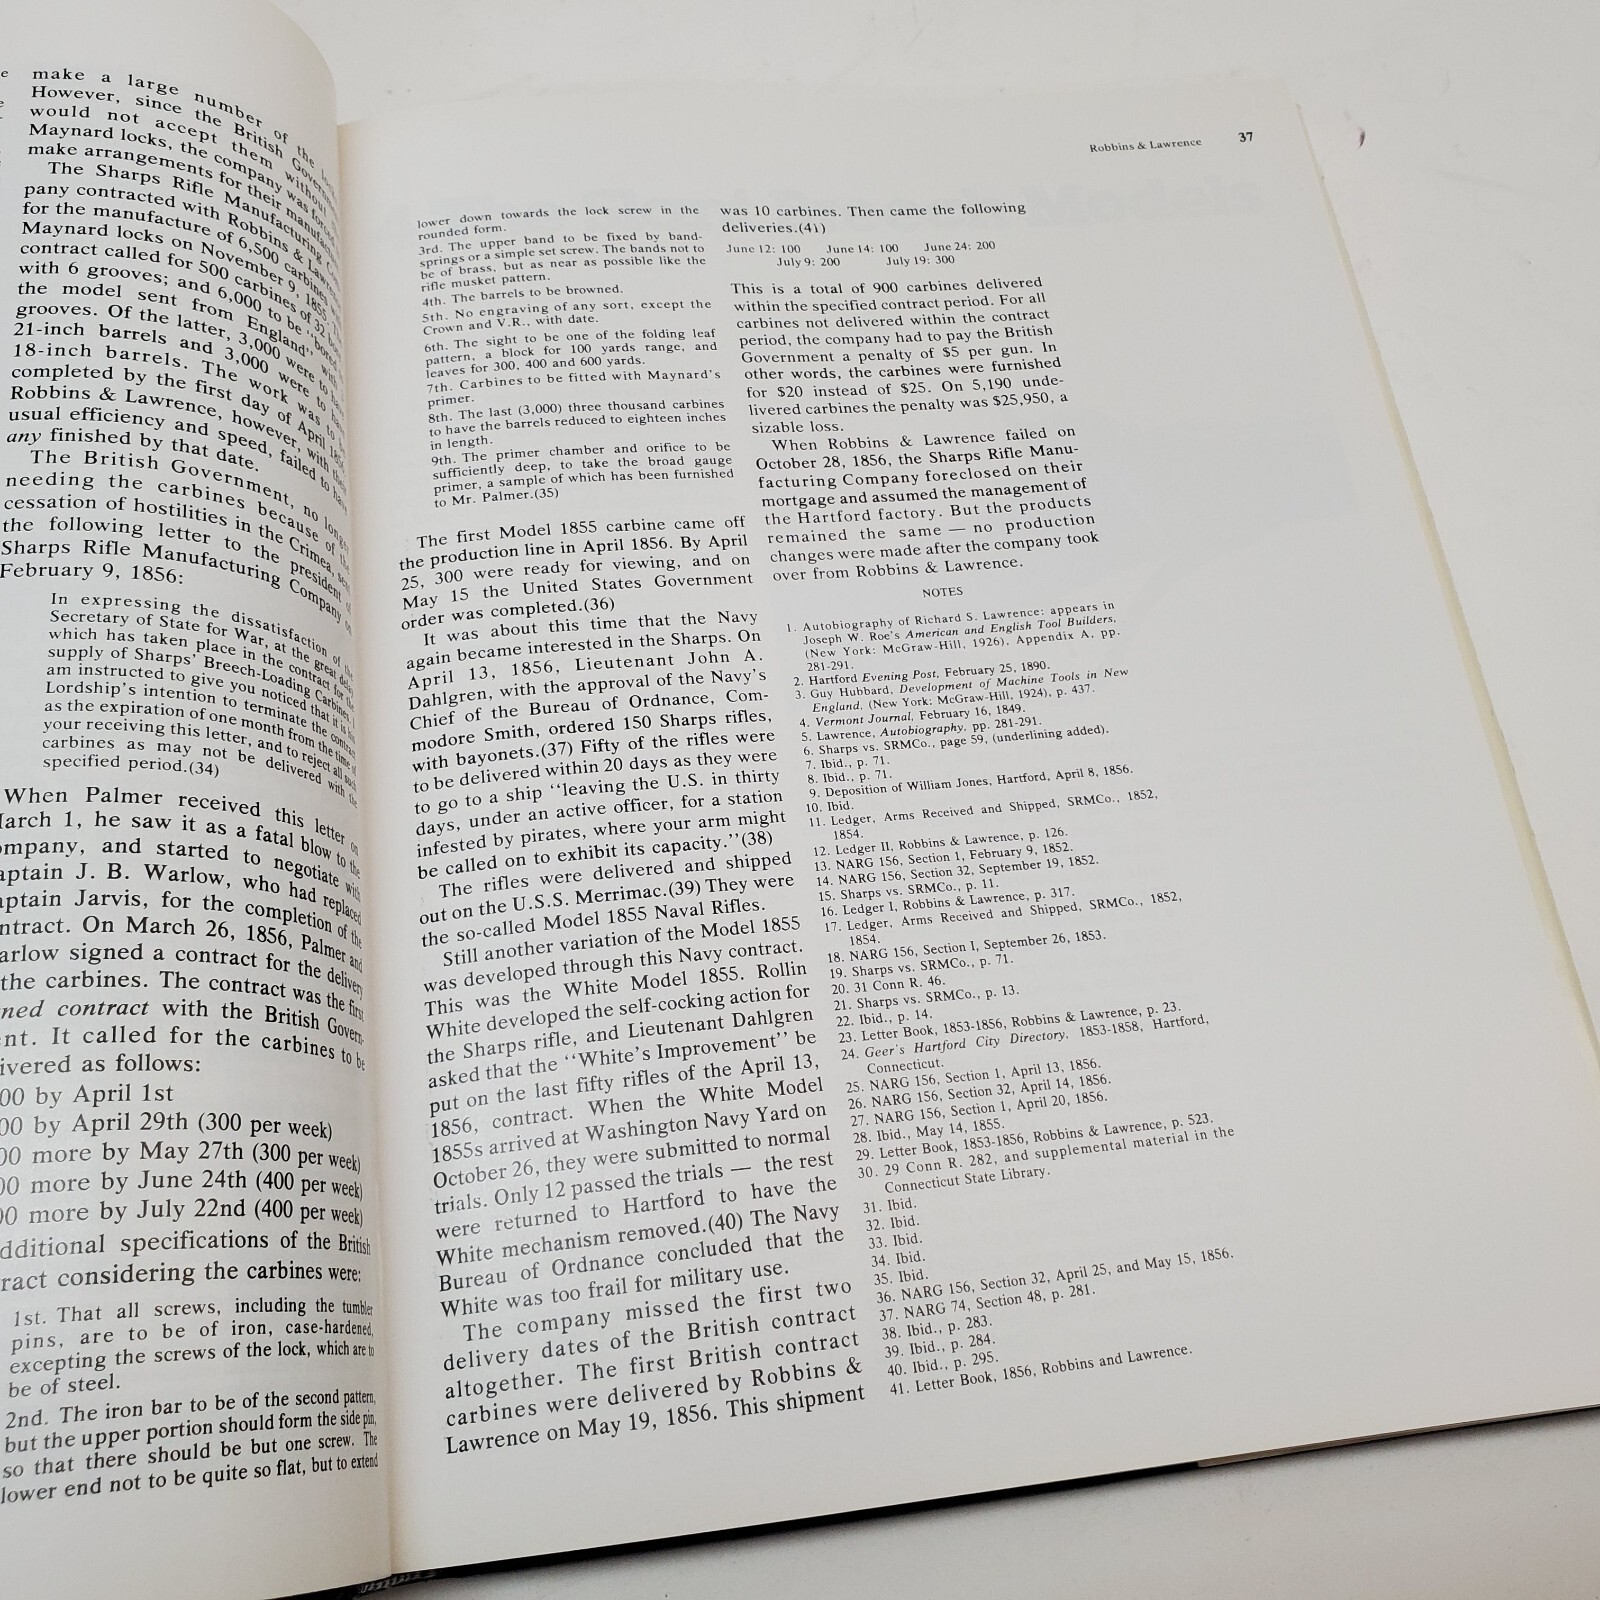 make a large number of the
However, since the British Government
would not accept them without
Maynard locks, the company was forced
make arrangements for their manufacture
The Sharps Rifle Manufacturing
pany contracted with Robbins & Lawrence
for the manufacture of 6,500 carbines
Maynard locks on November 9, 1855.
contract called for 500 carbines of 32
with 6 grooves; and 6,000 to be "bored
the model sent from England", with
grooves. Of the latter, 3,000 were to have
21-inch barrels and 3,000 were to have
18-inch barrels. The work was to be
completed by the first day of April
Robbins & Lawrence, however, with their
usual efficiency and speed, failed to have
any finished by that date.
The British Government, no longer
needing the carbines because of the
cessation of hostilities in the Crimea, sent
the following letter to the president of
Sharps Rifle Manufacturing Company on
February 9, 1856:
In expressing the dissatisfaction of the
Secretary of State for War, at the great delay
which has taken place in the contract for the
supply of Sharps' Breech-Loading Carbines, I
am instructed to give you noticed that it is his
Lordship's intention to terminate the contract
as the expiration of one month from the time of
your receiving this letter, and to reject all such
carbines as may not be delivered with the
specified period.(34)
When Palmer received this letter on
March 1, he saw it as a fatal blow to the
ompany, and started to negotiate with
aptain J. B. Warlow, who had replaced
aptain Jarvis, for the completion of the
ntract. On March 26, 1856, Palmer and
arlow signed a contract for the delivery
the carbines. The contract was the first
ned contract with the British Govern-
ent. It called for the carbines to be
ivered as follows:
00 by April 1st
00 by April 29th (300 per week)
00 more by May 27th (300 per week)
00 more by June 24th (400 per week)
00 more by July 22nd (400 per week)
dditional specifications of the British
ract considering the carbines were:
1st. That all screws, including the tumbler
pins, are to be of iron, case-hardened,
excepting the screws of the lock, which are to
be of steel.
2nd. The iron bar to be of the second pattern,
but the upper portion should form the side pin,
so that there should be but one screw. The
lower end not to be quite so flat, but to extend
Robbins & Lawrence 37
lower down towards the lock screw in the
rounded form.
3rd. The upper band to be fixed by band-
springs or a simple set screw. The bands not to
be of brass, but as near as possible like the
rifle musket pattern.
4th. The barrels to be browned.
5th. No engraving of any sort, except the
Crown and V.R., with date.
6th. The sight to be one of the folding leaf
pattern, a block for 100 yards range, and
leaves for 300, 400 and 600 yards.
7th. Carbines to be fitted with Maynard's
primer.
8th. The last (3,000) three thousand carbines
to have the barrels reduced to eighteen inches
in length.
9th. The primer chamber and orifice to be
sufficiently deep, to take the broad gauge
primer, a sample of which has been furnished
to Mr. Palmer.(35)
The first Model 1855 carbine came off
the production line in April 1856. By April
25, 300 were ready for viewing, and on
May 15 the United States Government
order was completed.(36)
It was about this time that the Navy
again became interested in the Sharps. On
April 13, 1856, Lieutenant John A.
Dahlgren, with the approval of the Navy's
Chief of the Bureau of Ordnance, Com-
modore Smith, ordered 150 Sharps rifles,
with bayonets.(37) Fifty of the rifles were
to be delivered within 20 days as they were
to go to a ship "leaving the U.S. in thirty
days, under an active officer, for a station
infested by pirates, where your arm might
be called on to exhibit its capacity."(38)
The rifles were delivered and shipped
out on the U.S.S. Merrimac.(39) They were
the so-called Model 1855 Naval Rifles.
Still another variation of the Model 1855
was developed through this Navy contract.
This was the White Model 1855. Rollin
White developed the self-cocking action for
the Sharps rifle, and Lieutenant Dahlgren
asked that the "White's Improvement" be
put on the last fifty rifles of the April 13,
1856, contract. When the White Model
1855s arrived at Washington Navy Yard on
October 26, they were submitted to normal
trials. Only 12 passed the trials — the rest
were returned to Hartford to have the
White mechanism removed.(40) The Navy
Bureau of Ordnance concluded that the
White was too frail for military use.
The company missed the first two
delivery dates of the British contract
altogether. The first British contract
carbines were delivered by Robbins &
Lawrence on May 19, 1856. This shipment
was 10 carbines. Then came the following
deliveries.(41)
June 12: 100 June 14: 100 June 24: 200
July 9: 200 July 19: 300
This is a total of 900 carbines delivered
within the specified contract period. For all
carbines not delivered within the contract
period, the company had to pay the British
Government a penalty of $5 per gun. In
other words, the carbines were furnished
for $20 instead of $25. On 5,190 unde-
livered carbines the penalty was $25,950, a
sizable loss.
When Robbins & Lawrence failed on
October 28, 1856, the Sharps Rifle Manu-
facturing Company foreclosed on their
mortgage and assumed the management of
the Hartford factory. But the products
remained the same — no production
changes were made after the company took
over from Robbins & Lawrence.
NOTES
1. Autobiography of Richard S. Lawrence: appears in
Joseph W. Roe's American and English Tool Builders,
(New York: McGraw-Hill, 1926), Appendix A, pp.
281-291.
2. Hartford Evening Post, February 25, 1890.
3. Guy Hubbard, Development of Machine Tools in New
England, (New York: McGraw-Hill, 1924), p. 437.
4. Vermont Journal, February 16, 1849.
5. Lawrence, Autobiography, pp. 281-291.
6. Sharps vs. SRMCo., page 59, (underlining added).
7. Ibid., p. 71.
8. Ibid., p. 71.
9. Deposition of William Jones, Hartford, April 8, 1856.
10. Ibid.
11. Ledger, Arms Received and Shipped, SRMCo., 1852,
1854.
12. Ledger II, Robbins & Lawrence, p. 126.
13. NARG 156, Section 1, February 9, 1852.
14. NARG 156, Section 32, September 19, 1852.
15. Sharps vs. SRMCo., p. 11.
16. Ledger I, Robbins & Lawrence, p. 317.
17. Ledger, Arms Received and Shipped, SRMCo., 1852,
1854.
18. NARG 156, Section I, September 26, 1853.
19. Sharps vs. SRMCo., p. 71.
20. 31 Conn R. 46.
21. Sharps vs. SRMCo., p. 13.
22. Ibid., p. 14.
23. Letter Book, 1853-1856, Robbins & Lawrence, p. 23.
24. Geer's Hartford City Directory, 1853-1858, Hartford,
Connecticut.
25. NARG 156, Section 1, April 13, 1856.
26. NARG 156, Section 32, April 14, 1856.
27. NARG 156, Section 1, April 20, 1856.
28. Ibid., May 14, 1855.
29. Letter Book, 1853-1856, Robbins & Lawrence, p. 523.
30. 29 Conn R. 282, and supplemental material in the
Connecticut State Library.
31. Ibid.
32. Ibid.
33. Ibid.
34. Ibid.
35. Ibid.
36. NARG 156, Section 32, April 25, and May 15, 1856.
37. NARG 74, Section 48, p. 281.
38. Ibid., p. 283.
39. Ibid., p. 284.
40. Ibid., p. 295.
41. Letter Book, 1856, Robbins and Lawrence.